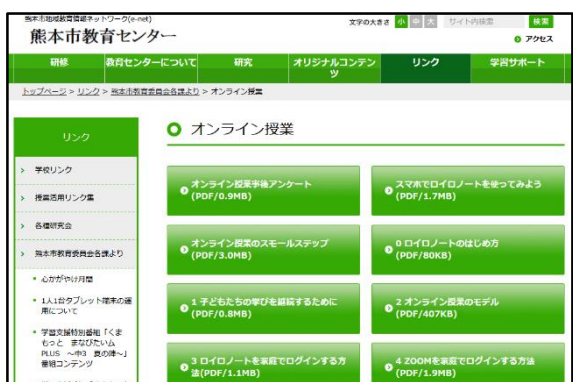 熊本市地域教育情報ネットワーク(e-net)
熊本市教育センター
文字の大きさ 小 中 大 サイト内検索 検索
アクセス
研修 教育センターについて 研究 オリジナルコンテン
ツ リンク 学習サポート
トップページ > リンク > 熊本市教育委員会各課より > オンライン授業
リンク
学校リンク
授業活用リンク集
各種研究会
熊本市教育委員会各課より
心かがやけ月間
1人1台タブレット端末の運
用について
学習支援特別番組「くま
もっと まなびたいム
PLUS ～中3 夏の陣～」
番組コンテンツ
オンライン授業
オンライン授業事後アンケート
(PDF/0.9MB)
スマホでロイロノートを使ってみよう
(PDF/1.7MB)
オンライン授業のスモールステップ
(PDF/3.0MB)
0 ロイロノートのはじめ方
(PDF/80KB)
1 子どもたちの学びを継続するために
(PDF/0.8MB)
2 オンライン授業のモデル
(PDF/407KB)
3 ロイロノートを家庭でログインする方
法(PDF/1.1MB)
4 ZOOMを家庭でログインする方法
(PDF/1.9MB)